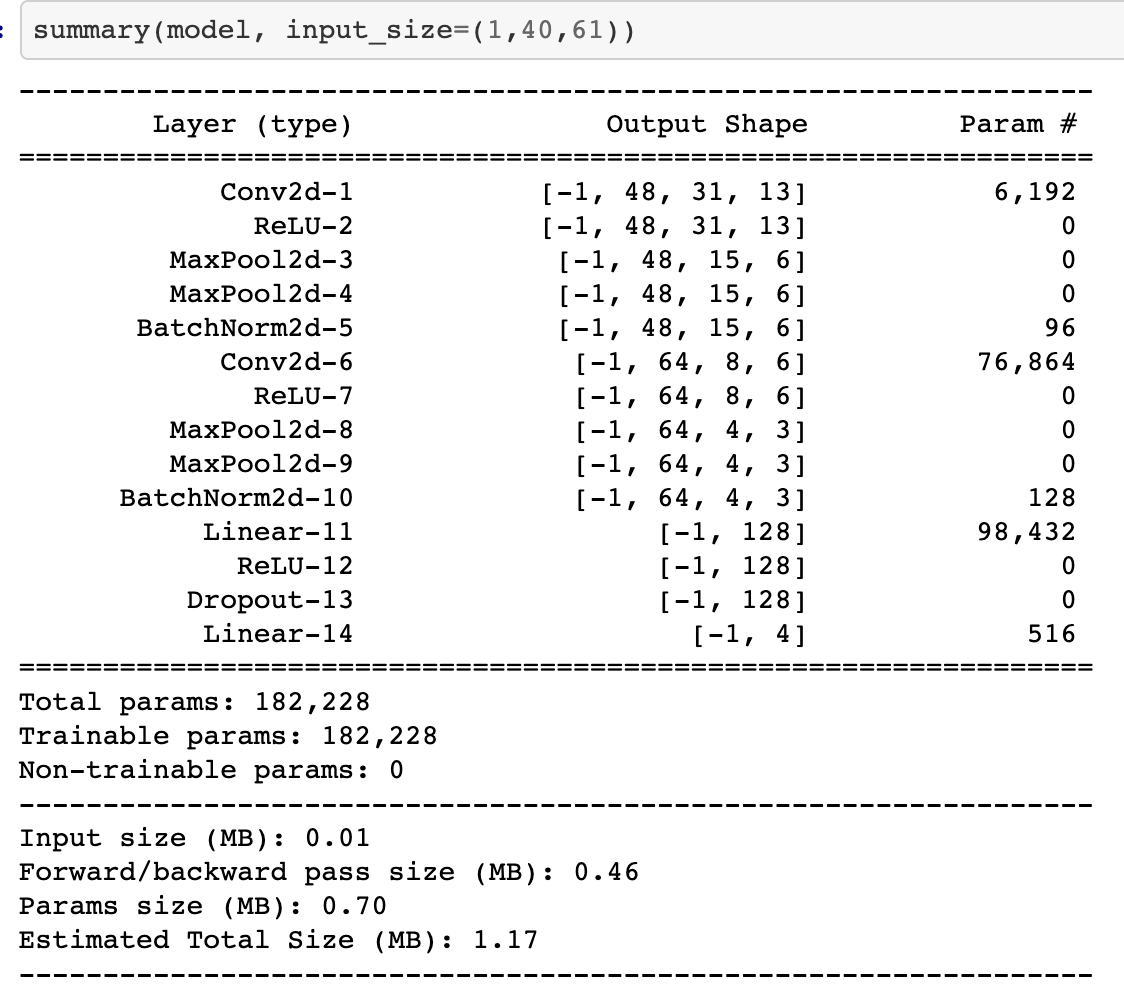 : summary(model, input_size=(1,40,61))
----------------------------------------------------------------
        Layer (type)               Output Shape         Param #
================================================================
            Conv2d-1           [-1, 48, 31, 13]           6,192
              ReLU-2           [-1, 48, 31, 13]               0
         MaxPool2d-3            [-1, 48, 15, 6]               0
         MaxPool2d-4            [-1, 48, 15, 6]               0
       BatchNorm2d-5            [-1, 48, 15, 6]              96
            Conv2d-6             [-1, 64, 8, 6]          76,864
              ReLU-7             [-1, 64, 8, 6]               0
         MaxPool2d-8             [-1, 64, 4, 3]               0
         MaxPool2d-9             [-1, 64, 4, 3]               0
      BatchNorm2d-10             [-1, 64, 4, 3]             128
           Linear-11                  [-1, 128]          98,432
             ReLU-12                  [-1, 128]               0
          Dropout-13                  [-1, 128]               0
           Linear-14                    [-1, 4]             516
================================================================
Total params: 182,228
Trainable params: 182,228
Non-trainable params: 0
----------------------------------------------------------------
Input size (MB): 0.01
Forward/backward pass size (MB): 0.46
Params size (MB): 0.70
Estimated Total Size (MB): 1.17
----------------------------------------------------------------